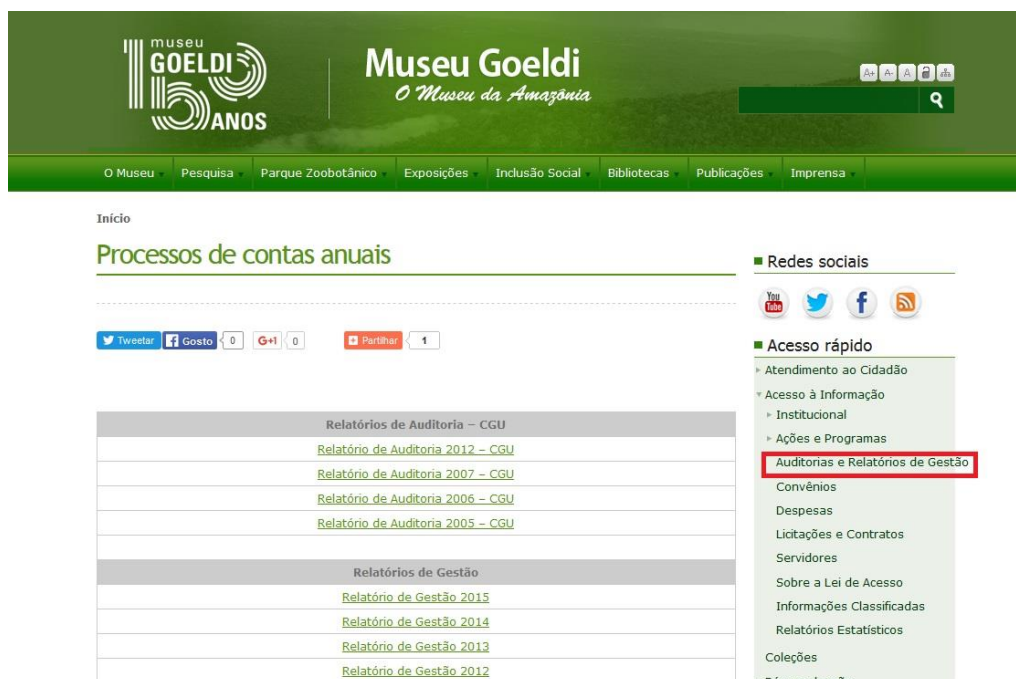 museu
GOELDI
150
ANOS
Museu Goeldi
O Museu da Amazônia
A+ A- A
O Museu Pesquisa Parque Zoobotânico Exposições Inclusão Social Bibliotecas Publicações Imprensa
Início
Processos de contas anuais
Tweetar Gosto 0 G+1 0 Partilhar 1
Relatórios de Auditoria – CGU
Relatório de Auditoria 2012 – CGU
Relatório de Auditoria 2007 – CGU
Relatório de Auditoria 2006 – CGU
Relatório de Auditoria 2005 – CGU
Relatórios de Gestão
Relatório de Gestão 2015
Relatório de Gestão 2014
Relatório de Gestão 2013
Relatório de Gestão 2012
Redes sociais
You Tube
Acesso rápido
Atendimento ao Cidadão
Acesso à Informação
Institucional
Ações e Programas
Auditorias e Relatórios de Gestão
Convênios
Despesas
Licitações e Contratos
Servidores
Sobre a Lei de Acesso
Informações Classificadas
Relatórios Estatísticos
Coleções